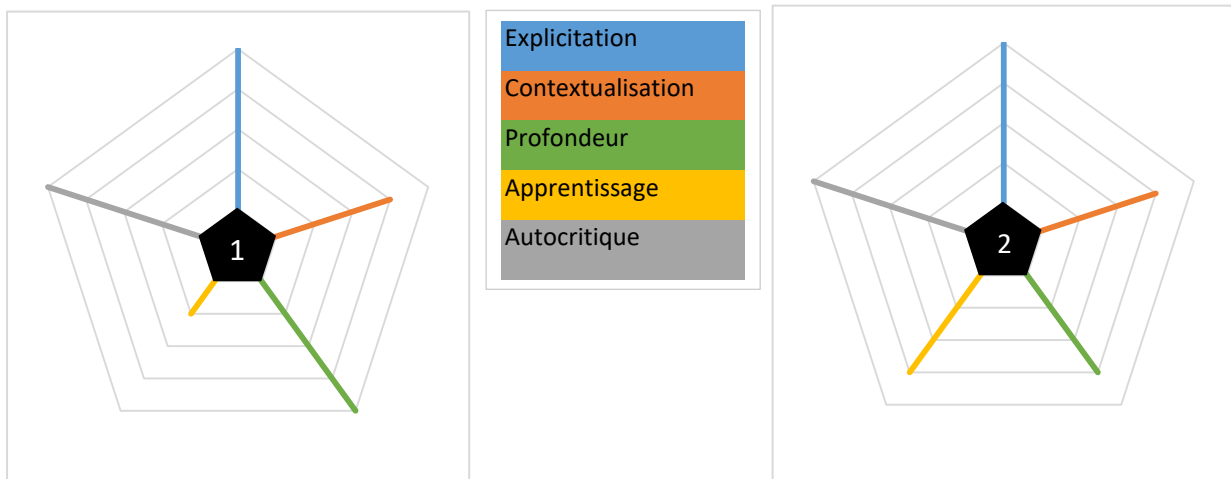 1
Explicitation
Contextualisation
Profondeur
Apprentissage
Autocritique
2